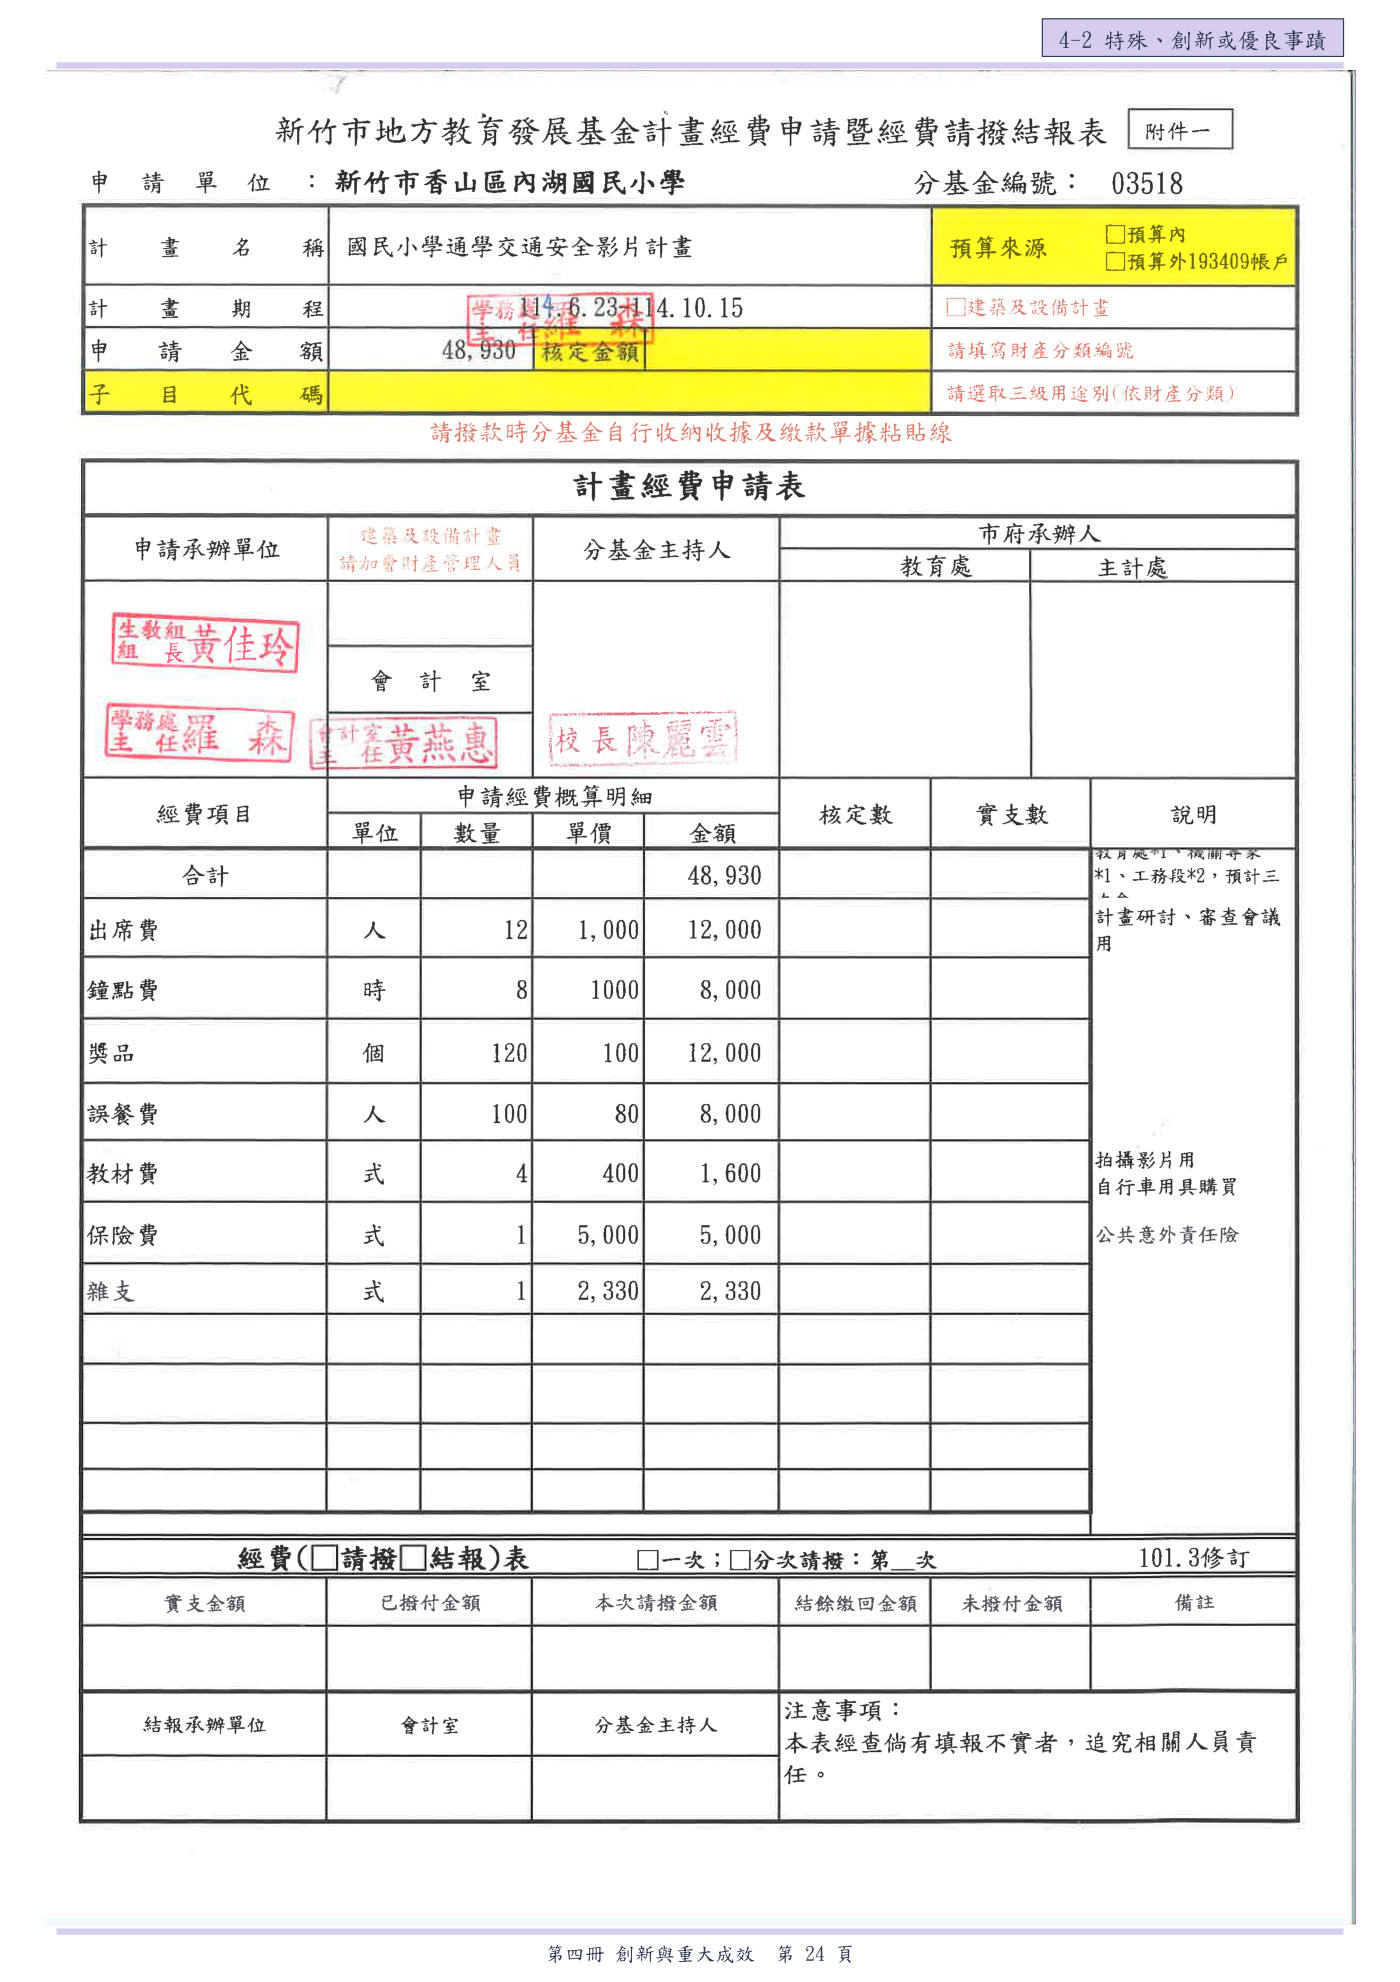 4-2 特殊、創新或優良事蹟
新竹市地方教育發展基金計畫經費申請暨經費請撥結報表 附件一
申請單位：新竹市香山區內湖國民小學 分基金編號： 03518
計畫名稱 國民小學通學交通安全影片計畫 預算來源 □預算內
□預算外193409帳戶
計畫期程 114.6.23-114.10.15 □建築及設備計畫
學務處主任羅森
申請金額 48,930 核定金額 請填寫財產分類編號
子目代碼 請選取三級用途別(依財產分類)
請撥款時分基金自行收納收據及繳款單據粘貼線
計畫經費申請表
申請承辦單位 建築及設備計畫 分基金主持人 市府承辦人
請加會財產管理人員 教育處 主計處
生教組組長黃佳玲
會計室
學務處主任羅森 會計室主任黃燕惠 校長陳麗雲
經費項目 申請經費概算明細 核定數 實支數 說明
單位 數量 單價 金額
合計 48,930 教育處*1、機關專家
*1、工務段*2，預計三
出席費 人 12 1,000 12,000 計畫研討、審查會議
用
鐘點費 時 8 1000 8,000
獎品 個 120 100 12,000
誤餐費 人 100 80 8,000
教材費 式 4 400 1,600 拍攝影片用
自行車用具購買
保險費 式 1 5,000 5,000 公共意外責任險
雜支 式 1 2,330 2,330
經費(□請撥□結報)表 □一次；□分次請撥：第__次 101.3修訂
實支金額 已撥付金額 本次請撥金額 結餘繳回金額 未撥付金額 備註
結報承辦單位 會計室 分基金主持人 注意事項：
本表經查倘有填報不實者，追究相關人員責
任。
第四冊 創新與重大成效 第 24 頁